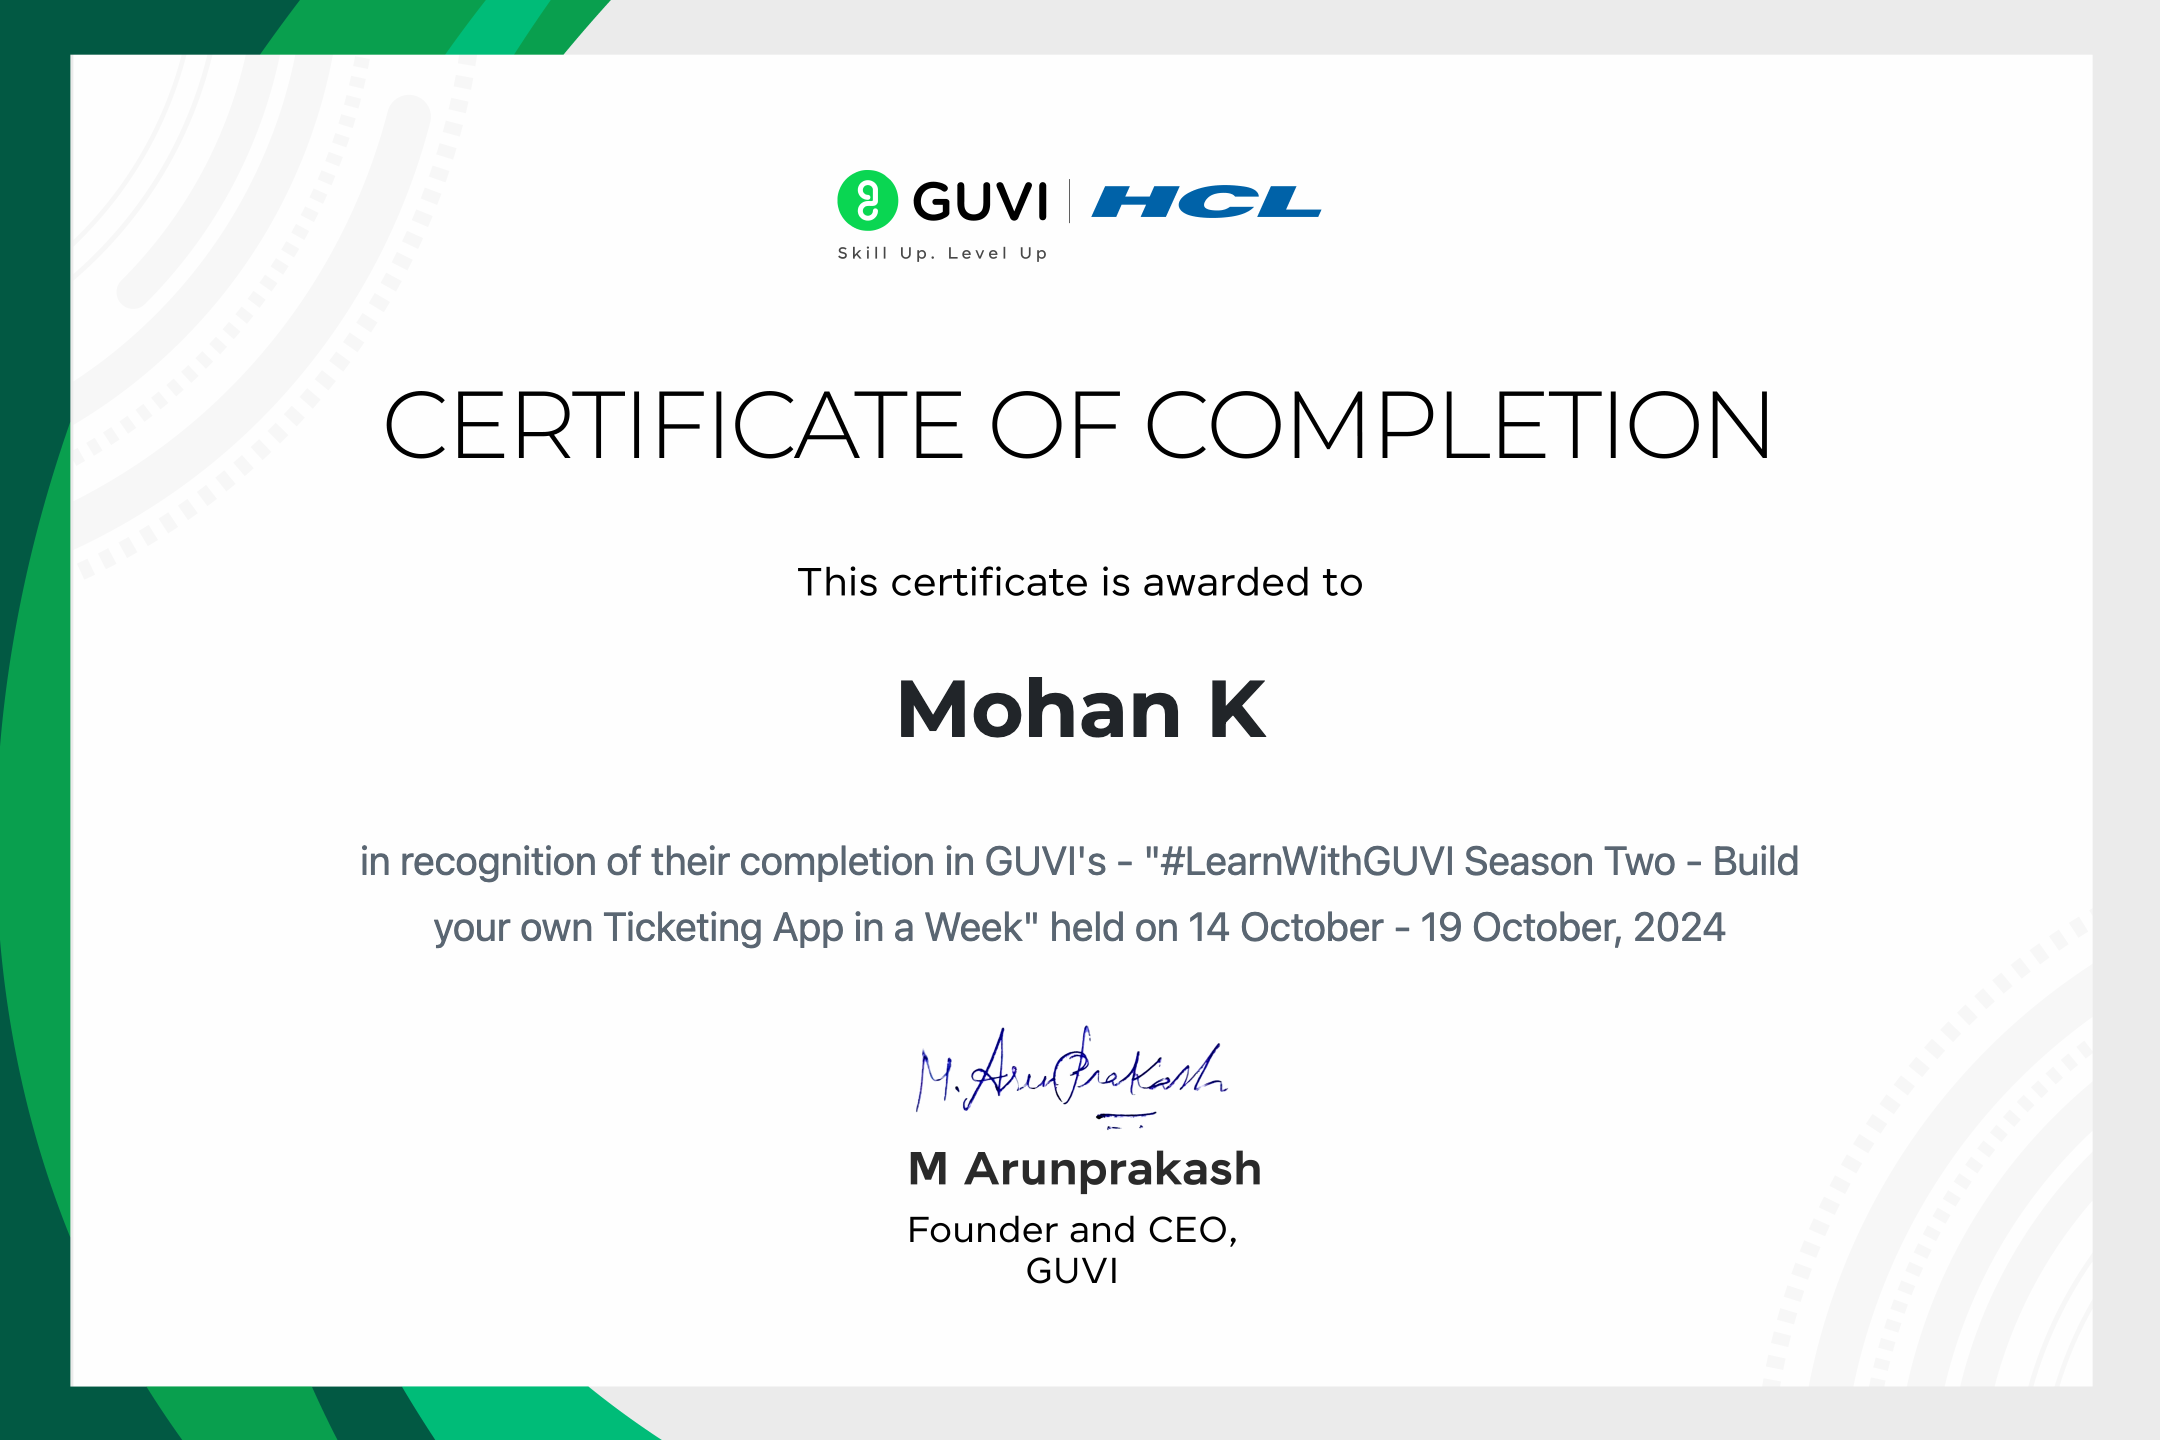 GUVI | HCL
Skill Up. Level Up
CERTIFICATE OF COMPLETION
This certificate is awarded to
Mohan K
in recognition of their completion in GUVI's - "#LearnWithGUVI Season Two - Build
your own Ticketing App in a Week" held on 14 October - 19 October, 2024
M. ArunPrakash
M Arunprakash
Founder and CEO,
GUVI